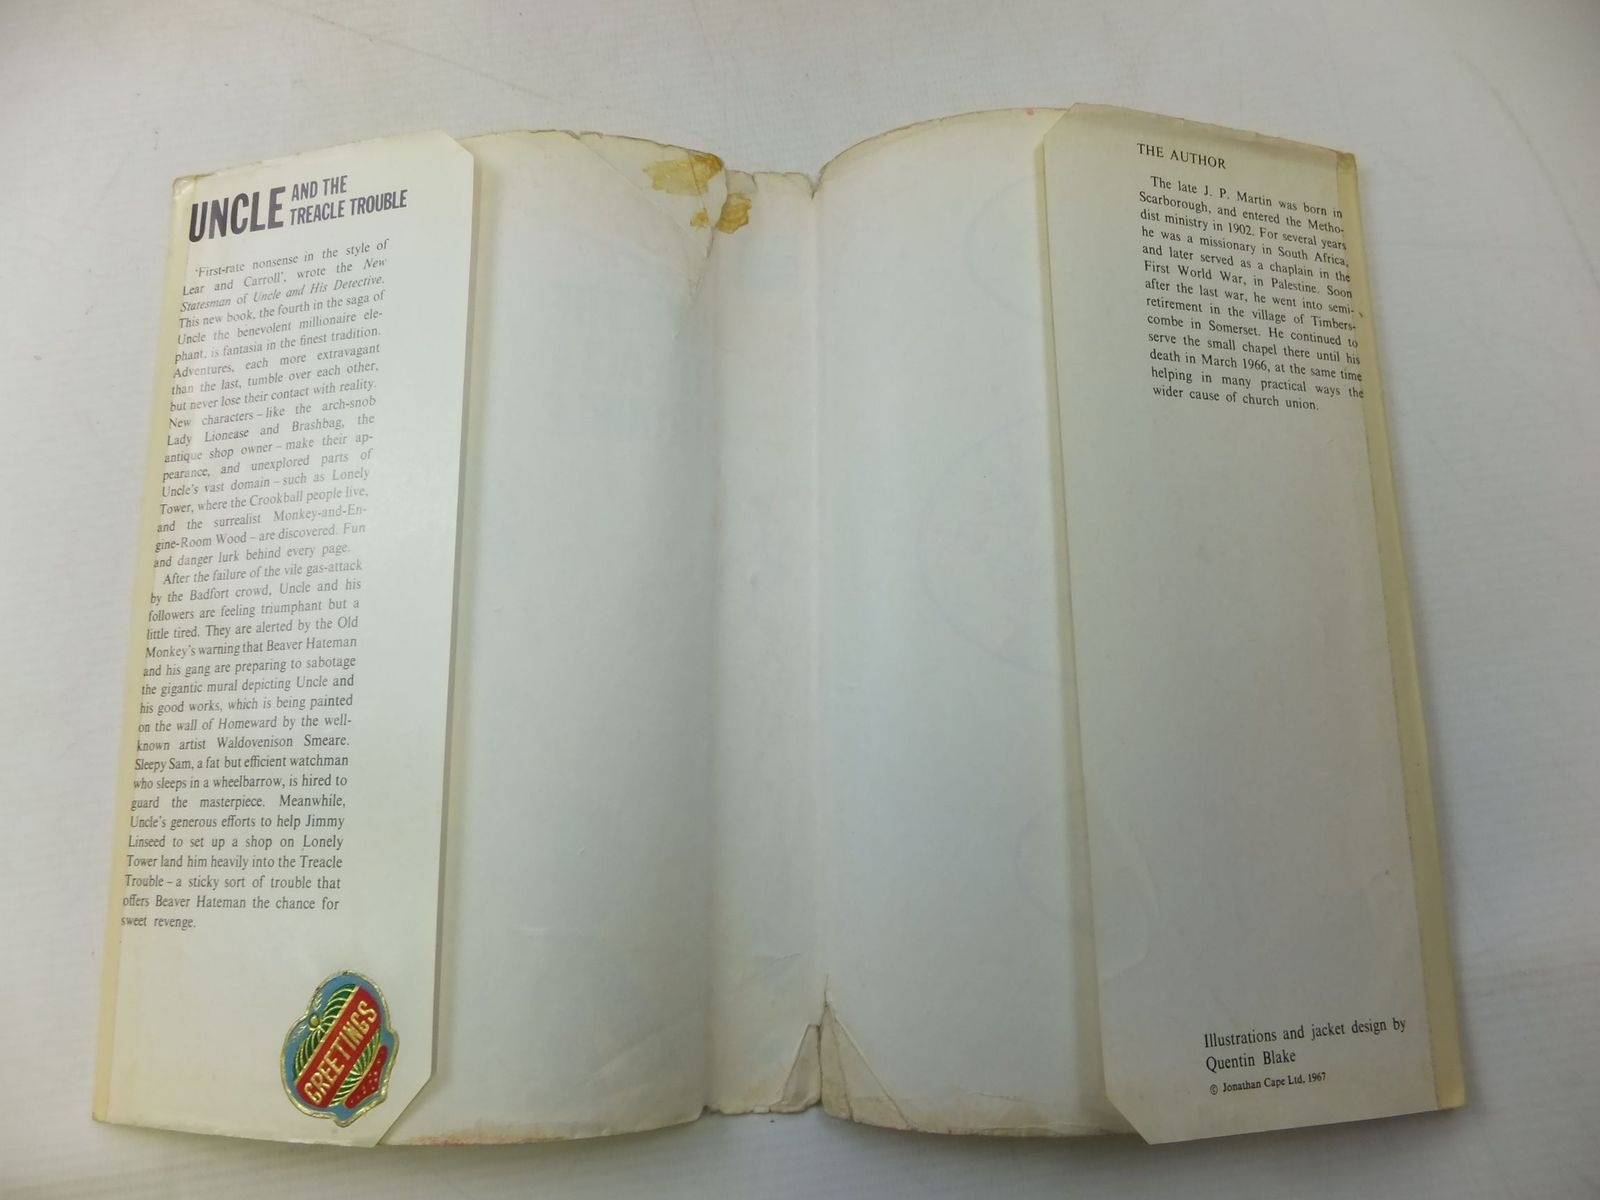 UNCLE AND THE
TREACLE TROUBLE
'First-rate nonsense in the style of
Lear and Carroll', wrote the New
Statesman of Uncle and His Detective.
This new book, the fourth in the saga of
Uncle the benevolent millionaire ele-
phant, is fantasia in the finest tradition.
Adventures, each more extravagant
than the last, tumble over each other,
but never lose their contact with reality.
New characters – like the arch-snob
Lady Lionease and Brashbag, the
antique shop owner – make their ap-
pearance, and unexplored parts of
Uncle's vast domain – such as Lonely
Tower, where the Crookball people live,
and the surrealist Monkey-and-En-
gine-Room Wood – are discovered. Fun
and danger lurk behind every page.
After the failure of the vile gas-attack
by the Badfort crowd, Uncle and his
followers are feeling triumphant but a
little tired. They are alerted by the Old
Monkey's warning that Beaver Hateman
and his gang are preparing to sabotage
the gigantic mural depicting Uncle and
his good works, which is being painted
on the wall of Homeward by the well-
known artist Waldovenison Smeare.
Sleepy Sam, a fat but efficient watchman
who sleeps in a wheelbarrow, is hired to
guard the masterpiece. Meanwhile,
Uncle's generous efforts to help Jimmy
Linseed to set up a shop on Lonely
Tower land him heavily into the Treacle
Trouble – a sticky sort of trouble that
offers Beaver Hateman the chance for
sweet revenge.
GREETINGS
THE AUTHOR
The late J. P. Martin was born in
Scarborough, and entered the Metho-
dist ministry in 1902. For several years
he was a missionary in South Africa,
and later served as a chaplain in the
First World War, in Palestine. Soon
after the last war, he went into semi-
retirement in the village of Timbers-
combe in Somerset. He continued to
serve the small chapel there until his
death in March 1966, at the same time
helping in many practical ways the
wider cause of church union.
Illustrations and jacket design by
Quentin Blake
© Jonathan Cape Ltd, 1967